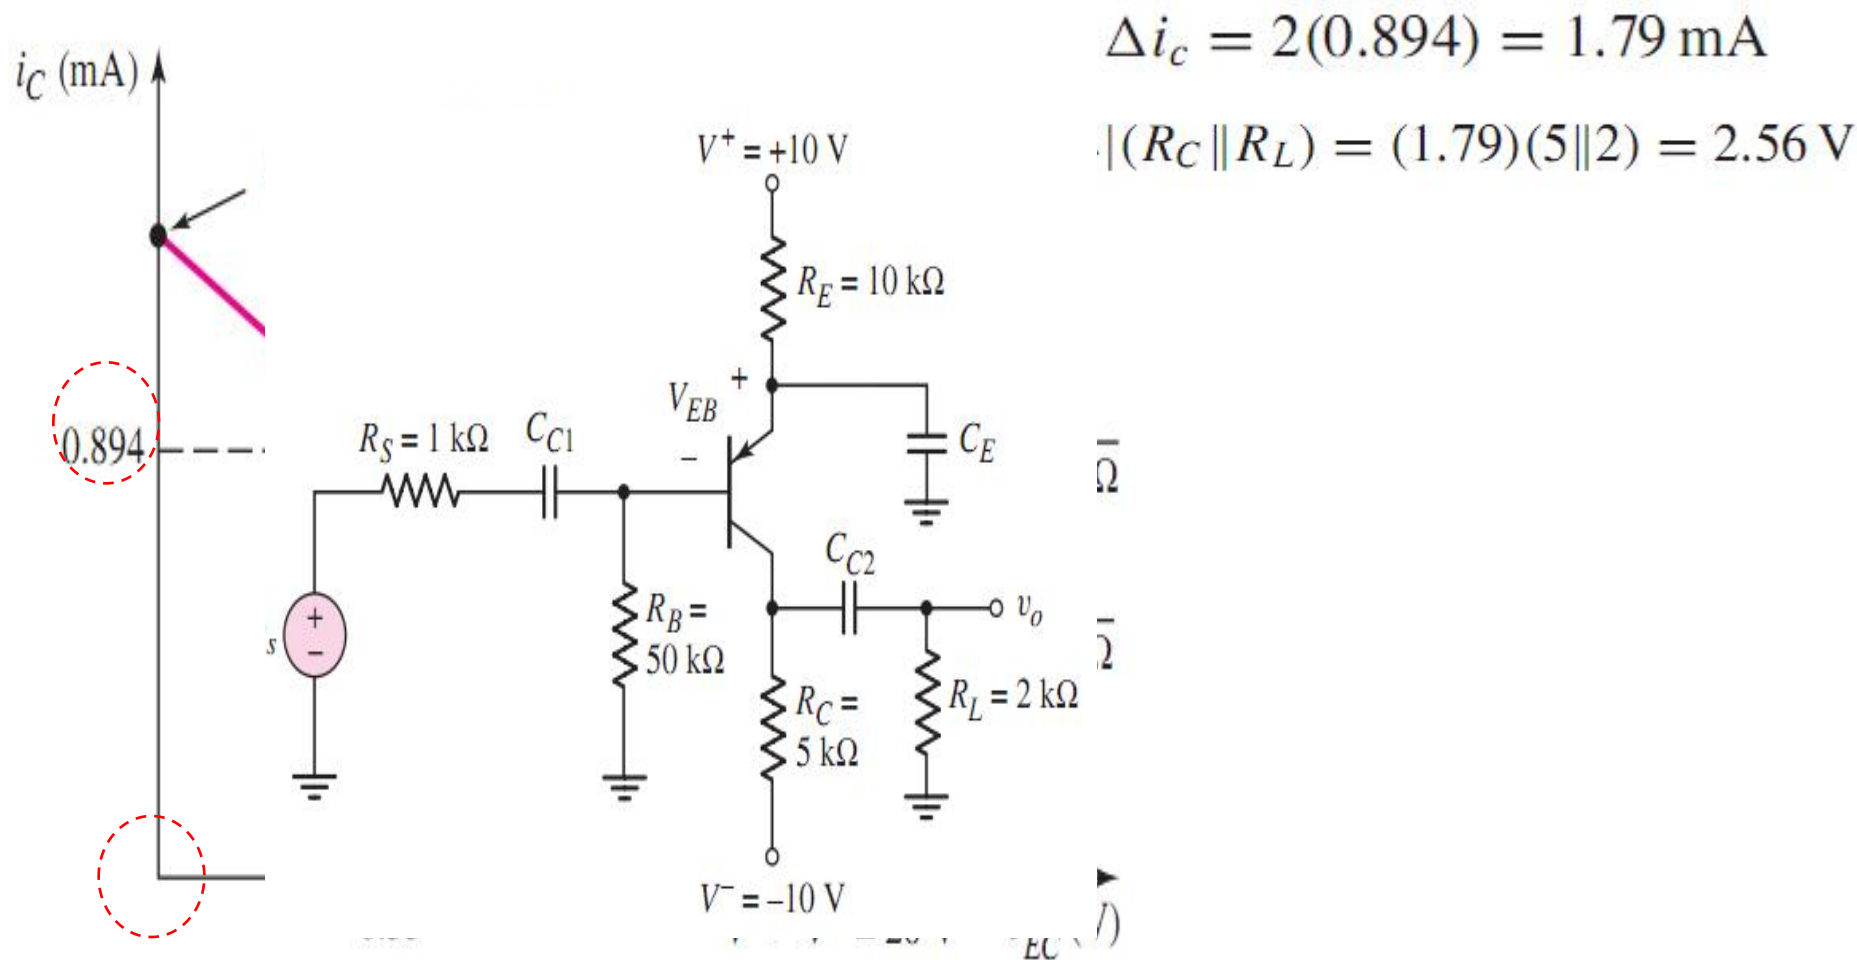 Δi_c = 2(0.894) = 1.79 mA
|(R_C‖R_L) = (1.79)(5‖2) = 2.56 V
i_C (mA)
V⁺ = +10 V
R_E = 10 kΩ
+
V_EB
−
C_E
R_S = 1 kΩ
C_C1
0.894
Ω
C_C2
v_o
+
−
s
R_B =
50 kΩ
Ω
R_C =
5 kΩ
R_L = 2 kΩ
V⁻ = −10 V
EC